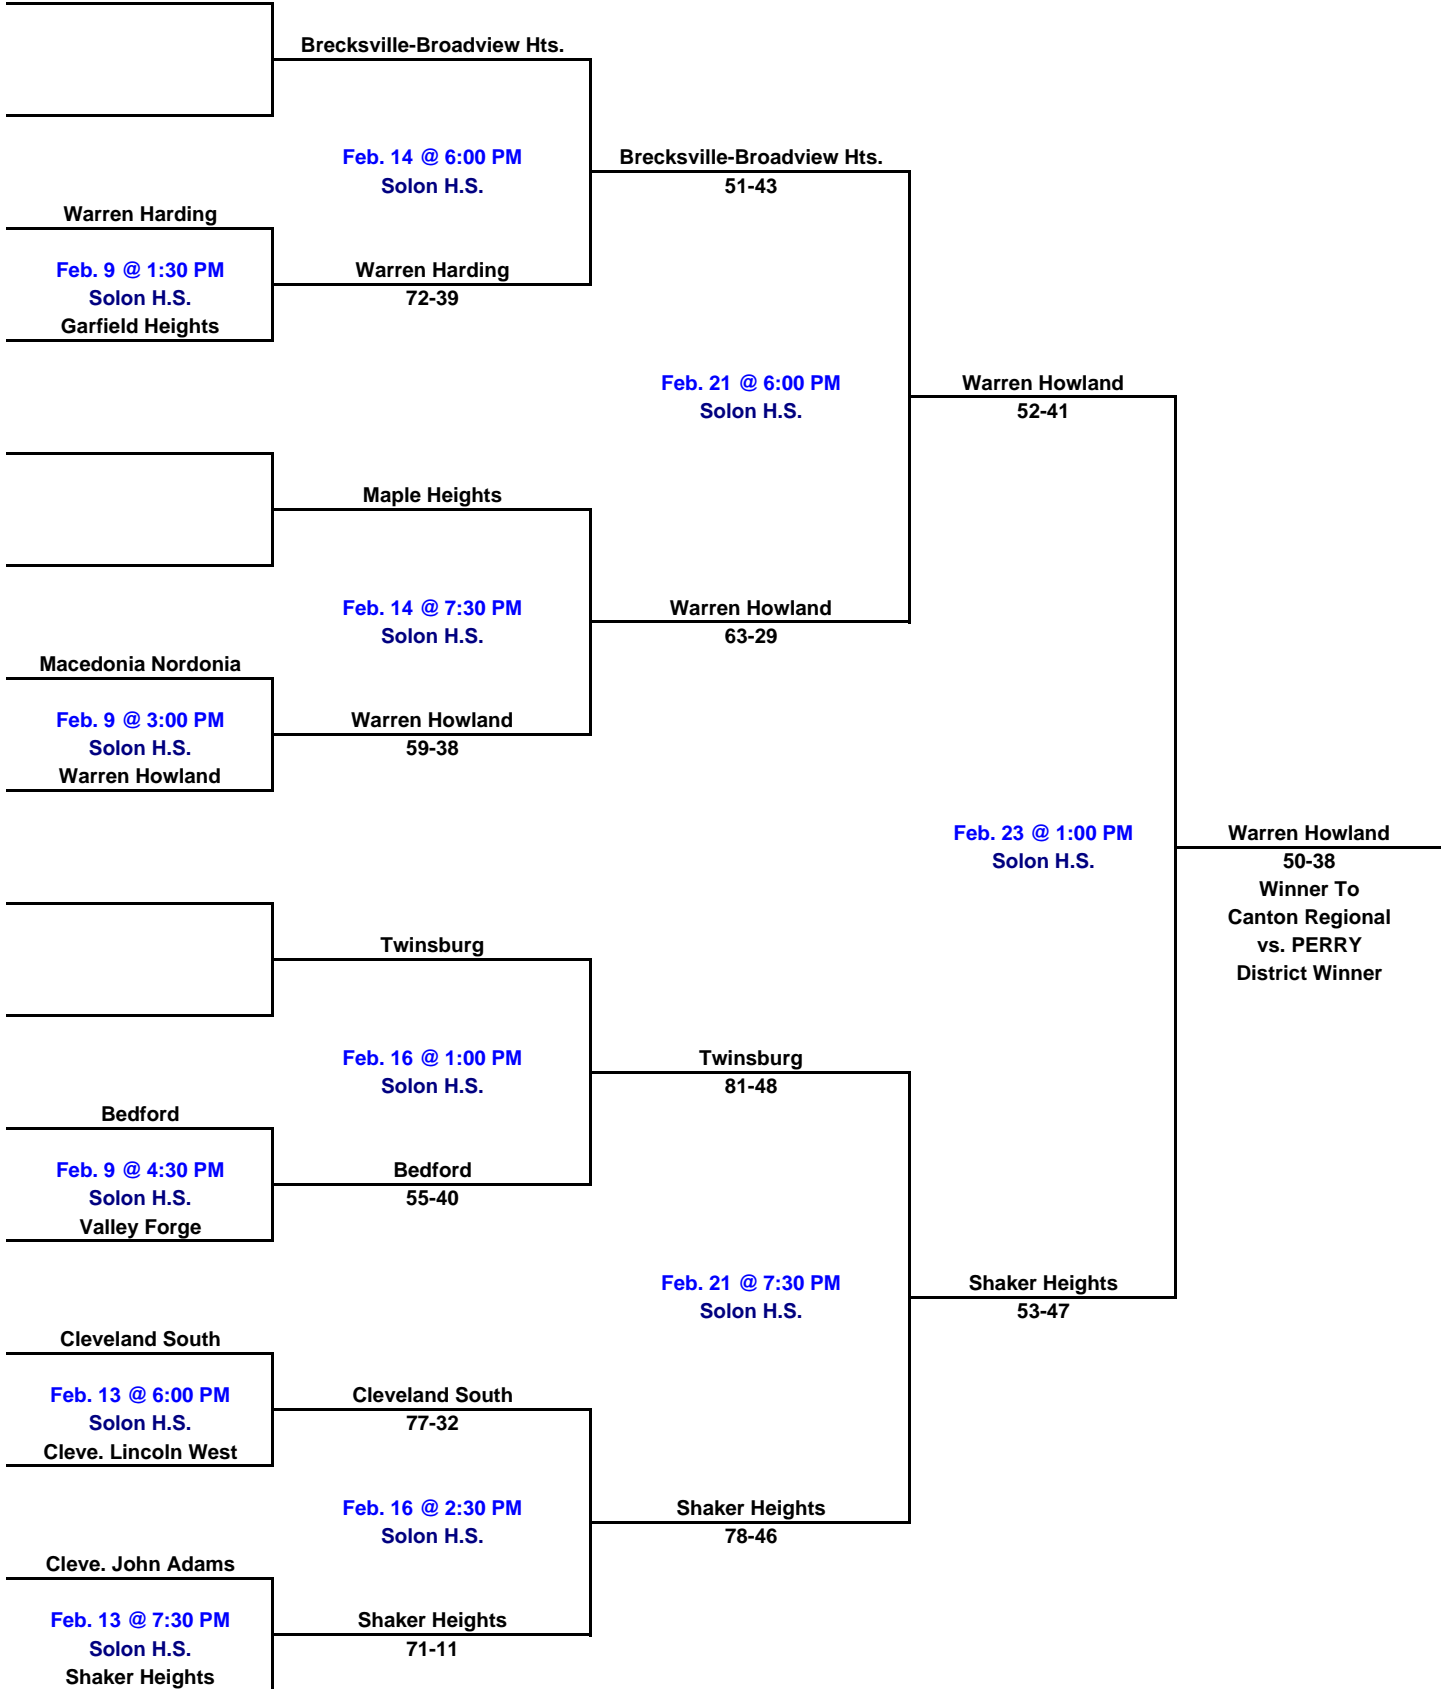 Brecksville-Broadview Hts.
Feb. 14 @ 6:00 PM
Solon H.S.
Brecksville-Broadview Hts.
51-43
Warren Harding
Feb. 9 @ 1:30 PM
Solon H.S.
Garfield Heights
Warren Harding
72-39
Feb. 21 @ 6:00 PM
Solon H.S.
Warren Howland
52-41
Maple Heights
Feb. 14 @ 7:30 PM
Solon H.S.
Warren Howland
63-29
Macedonia Nordonia
Feb. 9 @ 3:00 PM
Solon H.S.
Warren Howland
Warren Howland
59-38
Feb. 23 @ 1:00 PM
Solon H.S.
Warren Howland
50-38
Winner To
Canton Regional
vs. PERRY
District Winner
Twinsburg
Feb. 16 @ 1:00 PM
Solon H.S.
Twinsburg
81-48
Bedford
Feb. 9 @ 4:30 PM
Solon H.S.
Valley Forge
Bedford
55-40
Feb. 21 @ 7:30 PM
Solon H.S.
Shaker Heights
53-47
Cleveland South
Feb. 13 @ 6:00 PM
Solon H.S.
Cleve. Lincoln West
Cleveland South
77-32
Feb. 16 @ 2:30 PM
Solon H.S.
Shaker Heights
78-46
Cleve. John Adams
Feb. 13 @ 7:30 PM
Solon H.S.
Shaker Heights
Shaker Heights
71-11